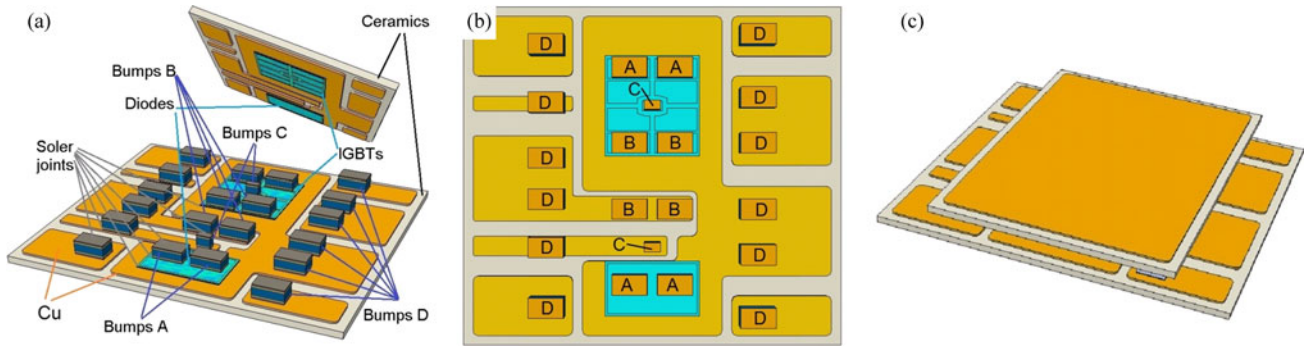 (a)
Ceramics
Bumps B
Diodes
Bumps C
IGBTs
Soler
joints
Cu
Bumps A
Bumps D
(b)
D
A A
D
C
D
D
B B
D
D
D
B B
D
D
C
D
D
A A
D
D
(c)